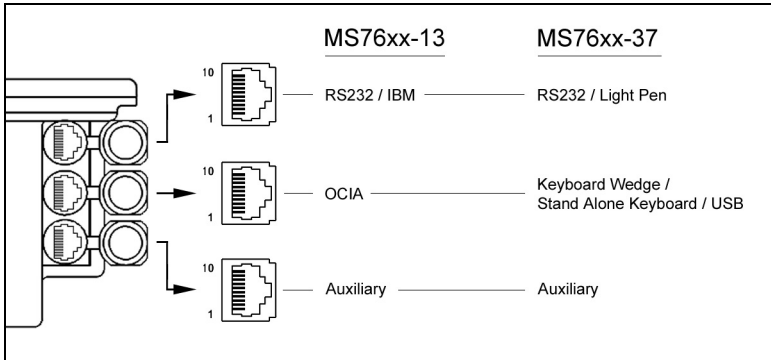 MS76xx-13 MS76xx-37
10
1
RS232 / IBM RS232 / Light Pen
10
1
OCIA Keyboard Wedge /
Stand Alone Keyboard / USB
10
1
Auxiliary Auxiliary